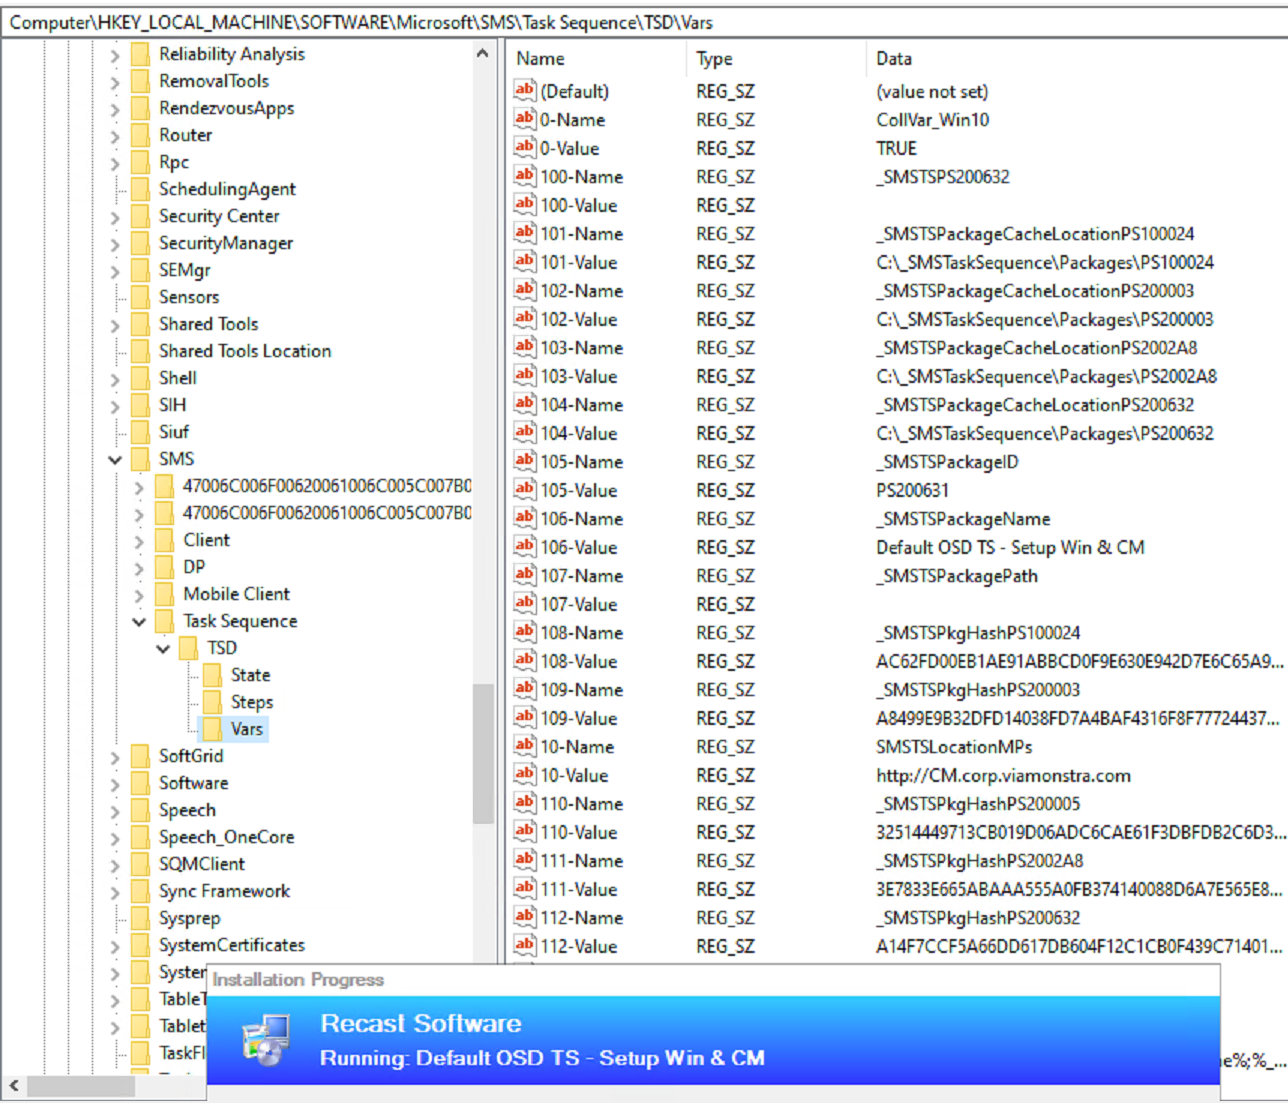 Computer\HKEY_LOCAL_MACHINE\SOFTWARE\Microsoft\SMS\Task Sequence\TSD\Vars
Reliability Analysis
RemovalTools
RendezvousApps
Router
Rpc
SchedulingAgent
Security Center
SecurityManager
SEMgr
Sensors
Shared Tools
Shared Tools Location
Shell
SIH
Siuf
SMS
47006C006F00620061006C005C007B0
47006C006F00620061006C005C007B0
Client
DP
Mobile Client
Task Sequence
TSD
State
Steps
Vars
SoftGrid
Software
Speech
Speech_OneCore
SQMClient
Sync Framework
Sysprep
SystemCertificates
System
TableT
Tablet
TaskFl
Name Type Data
(Default) REG_SZ (value not set)
0-Name REG_SZ CollVar_Win10
0-Value REG_SZ TRUE
100-Name REG_SZ _SMSTSPS200632
100-Value REG_SZ
101-Name REG_SZ _SMSTSPackageCacheLocationPS100024
101-Value REG_SZ C:\_SMSTaskSequence\Packages\PS100024
102-Name REG_SZ _SMSTSPackageCacheLocationPS200003
102-Value REG_SZ C:\_SMSTaskSequence\Packages\PS200003
103-Name REG_SZ _SMSTSPackageCacheLocationPS2002A8
103-Value REG_SZ C:\_SMSTaskSequence\Packages\PS2002A8
104-Name REG_SZ _SMSTSPackageCacheLocationPS200632
104-Value REG_SZ C:\_SMSTaskSequence\Packages\PS200632
105-Name REG_SZ _SMSTSPackageID
105-Value REG_SZ PS200631
106-Name REG_SZ _SMSTSPackageName
106-Value REG_SZ Default OSD TS - Setup Win & CM
107-Name REG_SZ _SMSTSPackagePath
107-Value REG_SZ
108-Name REG_SZ _SMSTSPkgHashPS100024
108-Value REG_SZ AC62FD00EB1AE91ABBCD0F9E630E942D7E6C65A9...
109-Name REG_SZ _SMSTSPkgHashPS200003
109-Value REG_SZ A8499E9B32DFD14038FD7A4BAF4316F8F77724437...
10-Name REG_SZ SMSTSLocationMPs
10-Value REG_SZ http://CM.corp.viamonstra.com
110-Name REG_SZ _SMSTSPkgHashPS200005
110-Value REG_SZ 32514449713CB019D06ADC6CAE61F3DBFDB2C6D3...
111-Name REG_SZ _SMSTSPkgHashPS2002A8
111-Value REG_SZ 3E7833E665ABAAA555A0FB374140088D6A7E565E8...
112-Name REG_SZ _SMSTSPkgHashPS200632
112-Value REG_SZ A14F7CCF5A66DD617DB604F12C1CB0F439C71401...
Installation Progress
Recast Software
Running: Default OSD TS - Setup Win & CM
e%;%_...